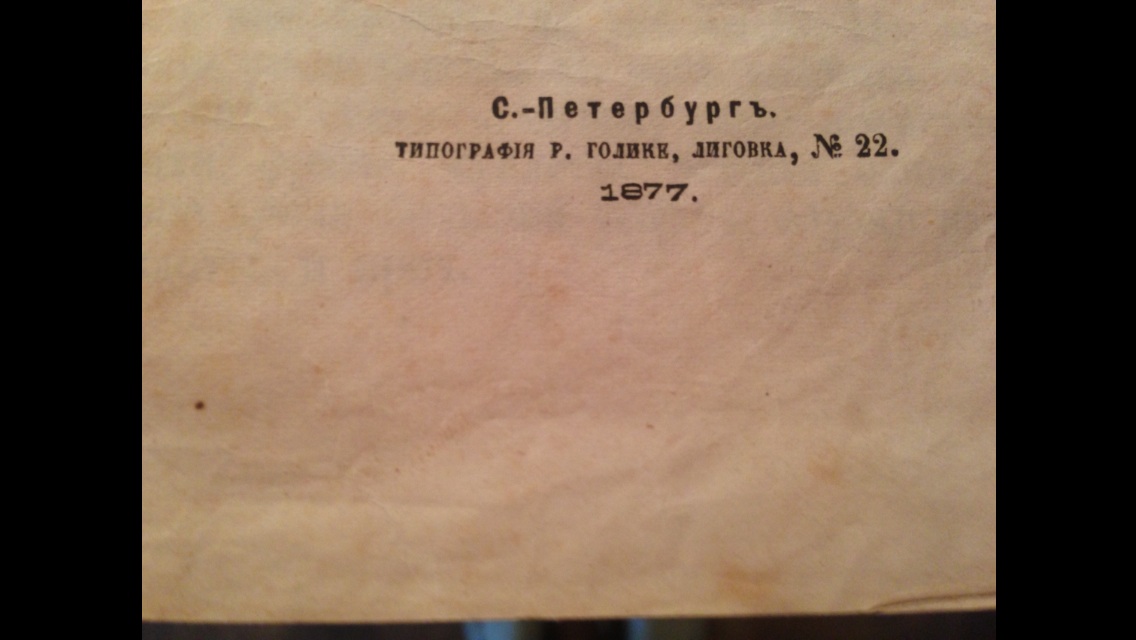 С.-Петербургъ.
ТИПОГРАФІЯ Р. ГОЛИКЕ, ЛИГОВКА, № 22.
1877.